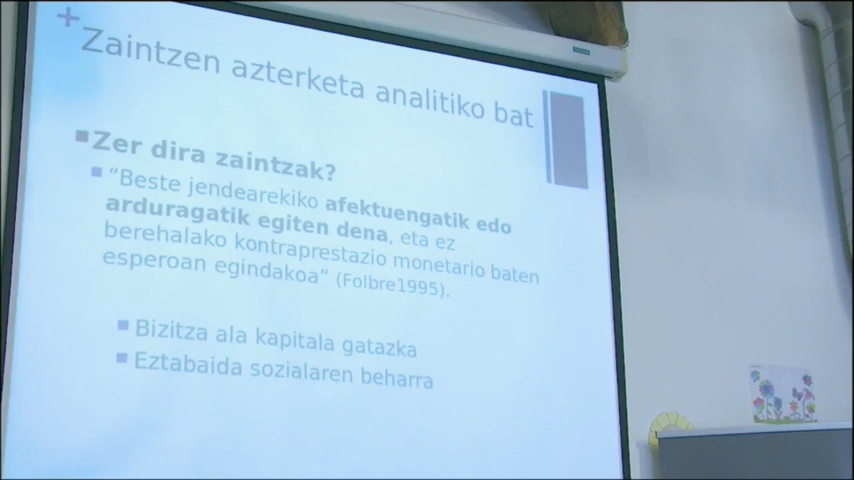 +
Zaintzen azterketa analitiko bat
Zer dira zaintzak?
“Beste jendearekiko afektuengatik edo
arduragatik egiten dena, eta ez
berehalako kontraprestazio monetario baten
esperoan egindakoa” (Folbre1995).
Bizitza ala kapitala gatazka
Eztabaida sozialaren beharra